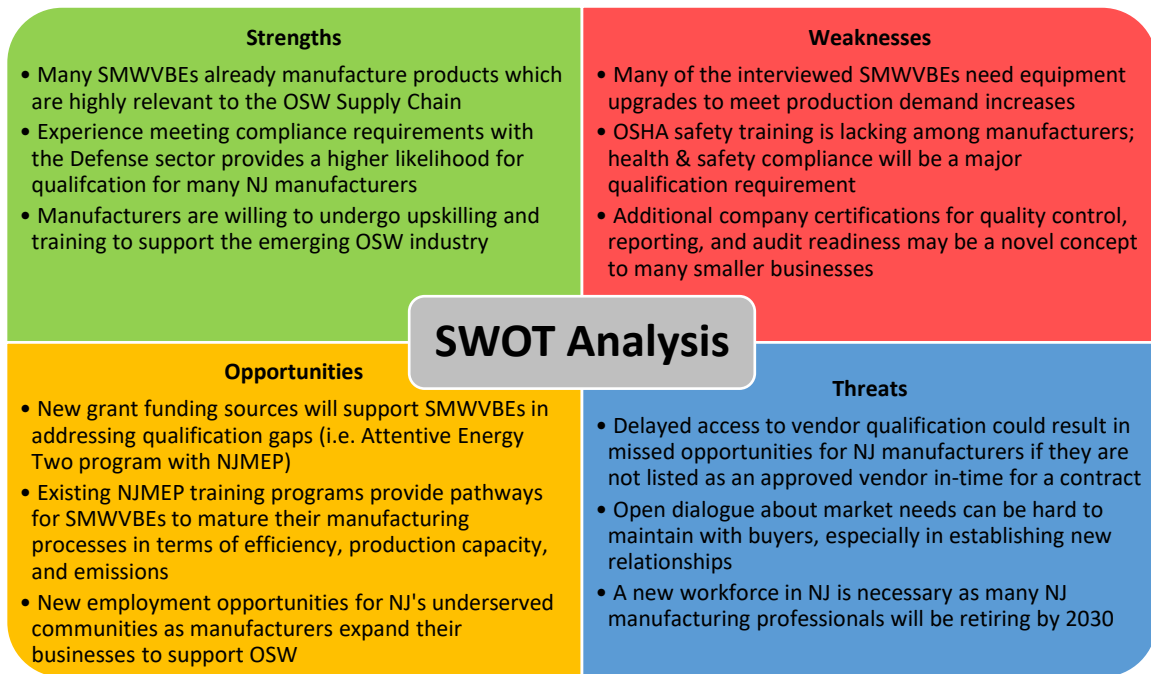 Strengths
• Many SMWVBEs already manufacture products which
are highly relevant to the OSW Supply Chain
• Experience meeting compliance requirements with
the Defense sector provides a higher likelihood for
qualifcation for many NJ manufacturers
• Manufacturers are willing to undergo upskilling and
training to support the emerging OSW industry
Weaknesses
• Many of the interviewed SMWVBEs need equipment
upgrades to meet production demand increases
• OSHA safety training is lacking among manufacturers;
health & safety compliance will be a major
qualification requirement
• Additional company certifications for quality control,
reporting, and audit readiness may be a novel concept
to many smaller businesses
SWOT Analysis
Opportunities
• New grant funding sources will support SMWVBEs in
addressing qualification gaps (i.e. Attentive Energy
Two program with NJMEP)
• Existing NJMEP training programs provide pathways
for SMWVBEs to mature their manufacturing
processes in terms of efficiency, production capacity,
and emissions
• New employment opportunities for NJ's underserved
communities as manufacturers expand their
businesses to support OSW
Threats
• Delayed access to vendor qualification could result in
missed opportunities for NJ manufacturers if they are
not listed as an approved vendor in-time for a contract
• Open dialogue about market needs can be hard to
maintain with buyers, especially in establishing new
relationships
• A new workforce in NJ is necessary as many NJ
manufacturing professionals will be retiring by 2030